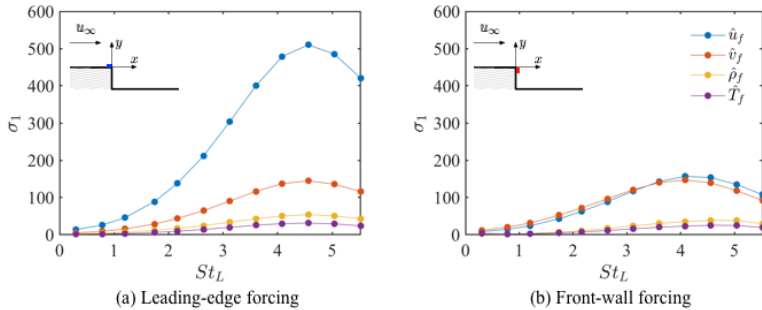 600
500
400
300
200
100
0
σ₁
u∞
y
x
0 1 2 3 4 5
St_L
(a) Leading-edge forcing
600
500
400
300
200
100
0
σ₁
u∞
y
x
û_f
v̂_f
ρ̂_f
T̂_f
0 1 2 3 4 5
St_L
(b) Front-wall forcing